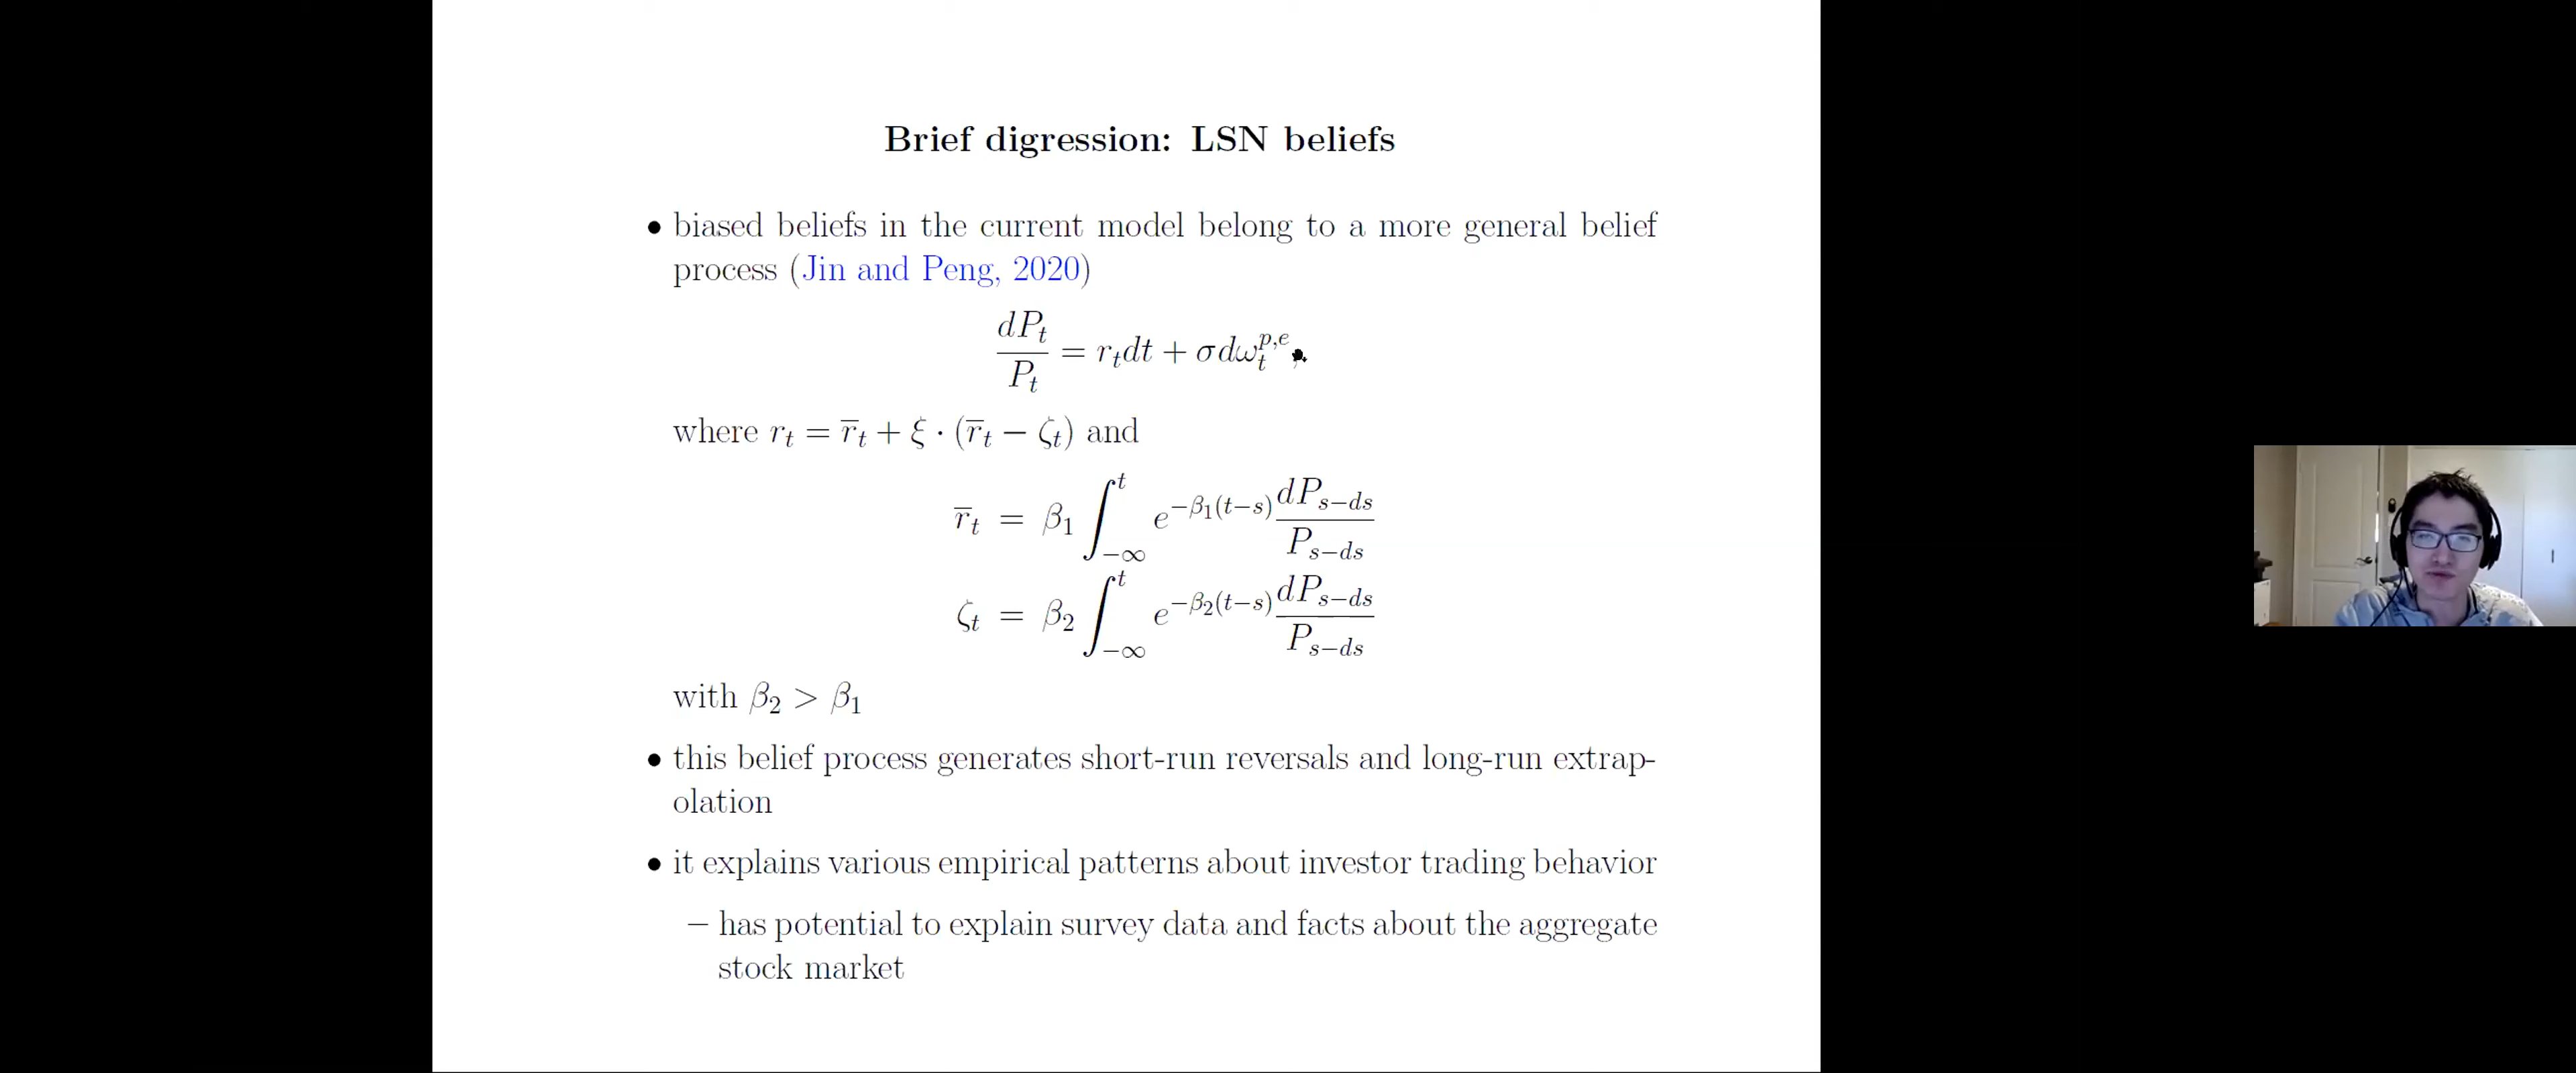 Brief digression: LSN beliefs
• biased beliefs in the current model belong to a more general belief
process (Jin and Peng, 2020)
dP_t / P_t = r_t dt + σdω_t^{p,e},
where r_t = r̄_t + ξ · (r̄_t − ζ_t) and
r̄_t = β_1 ∫_{−∞}^{t} e^{−β_1(t−s)} dP_{s−ds} / P_{s−ds}
ζ_t = β_2 ∫_{−∞}^{t} e^{−β_2(t−s)} dP_{s−ds} / P_{s−ds}
with β_2 > β_1
• this belief process generates short-run reversals and long-run extrap-
olation
• it explains various empirical patterns about investor trading behavior
– has potential to explain survey data and facts about the aggregate
stock market